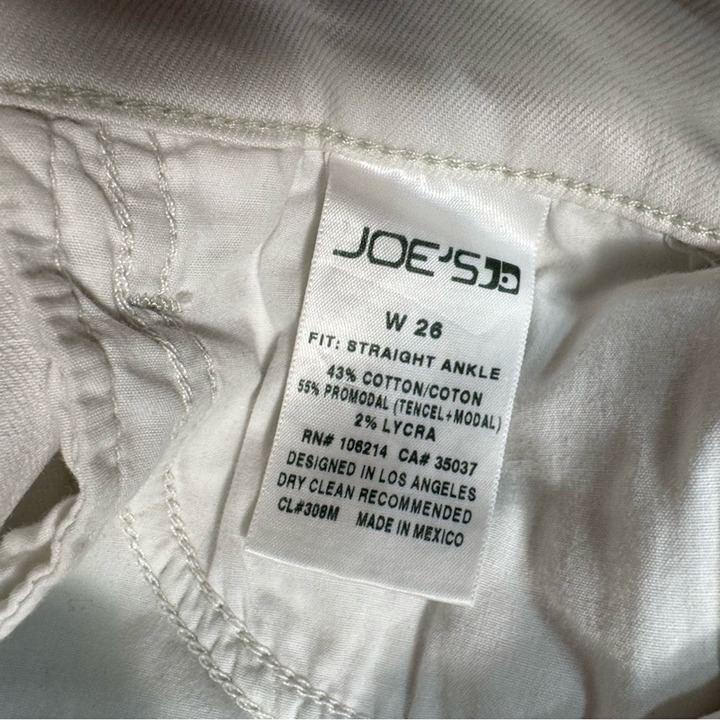 JOE'S JD
W 26
FIT: STRAIGHT ANKLE
43% COTTON/COTON
55% PROMODAL (TENCEL+MODAL)
2% LYCRA
RN# 106214 CA# 35037
DESIGNED IN LOS ANGELES
DRY CLEAN RECOMMENDED
CL#308M MADE IN MEXICO